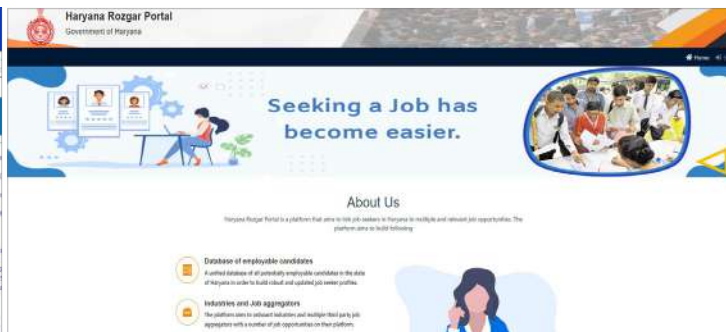 Haryana Rozgar Portal
Government of Haryana
Home
Seeking a Job has
become easier.
About Us
Haryana Rozgar Portal is a platform that aims to link job seekers in Haryana to multiple and relevant job opportunities. The
platform aims to build following
Database of employable candidates
A unified database of all potentially employable candidates in the state
of Haryana in order to build robust and updated job seeker profiles.
Industries and Job aggregators
The platform aims to onboard industries and multiple third party job
aggregators with a number of job opportunities on their platform.